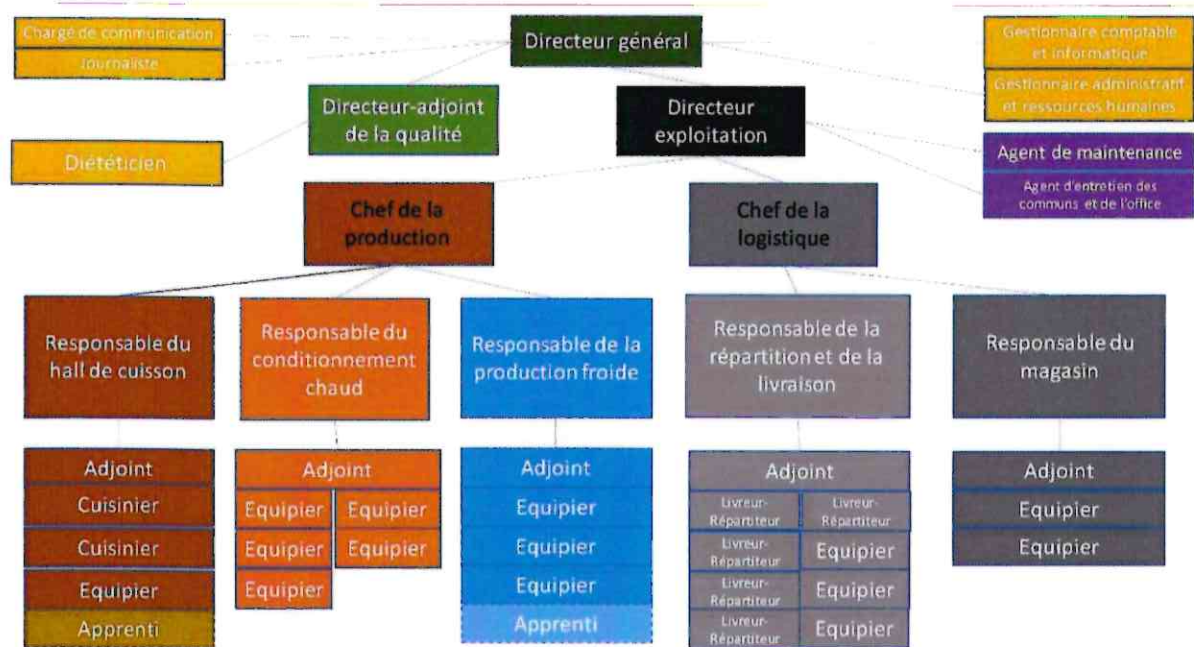 Chargé de communication
Journaliste
Directeur général
Gestionnaire comptable
et informatique
Gestionnaire administratif
et ressources humaines
Directeur-adjoint
de la qualité
Directeur
exploitation
Diététicien
Agent de maintenance
Agent d'entretien des
communs et de l'office
Chef de la
production
Chef de la
logistique
Responsable du
hall de cuisson
Responsable du
conditionnement
chaud
Responsable de la
production froide
Responsable de la
répartition et de la
livraison
Responsable du
magasin
Adjoint
Cuisinier
Cuisinier
Equipier
Apprenti
Adjoint
Equipier Equipier
Equipier Equipier
Equipier
Adjoint
Equipier
Equipier
Equipier
Apprenti
Adjoint
Livreur-
Répartiteur
Livreur-
Répartiteur
Livreur-
Répartiteur
Equipier
Livreur-
Répartiteur
Equipier
Livreur-
Répartiteur
Equipier
Adjoint
Equipier
Equipier